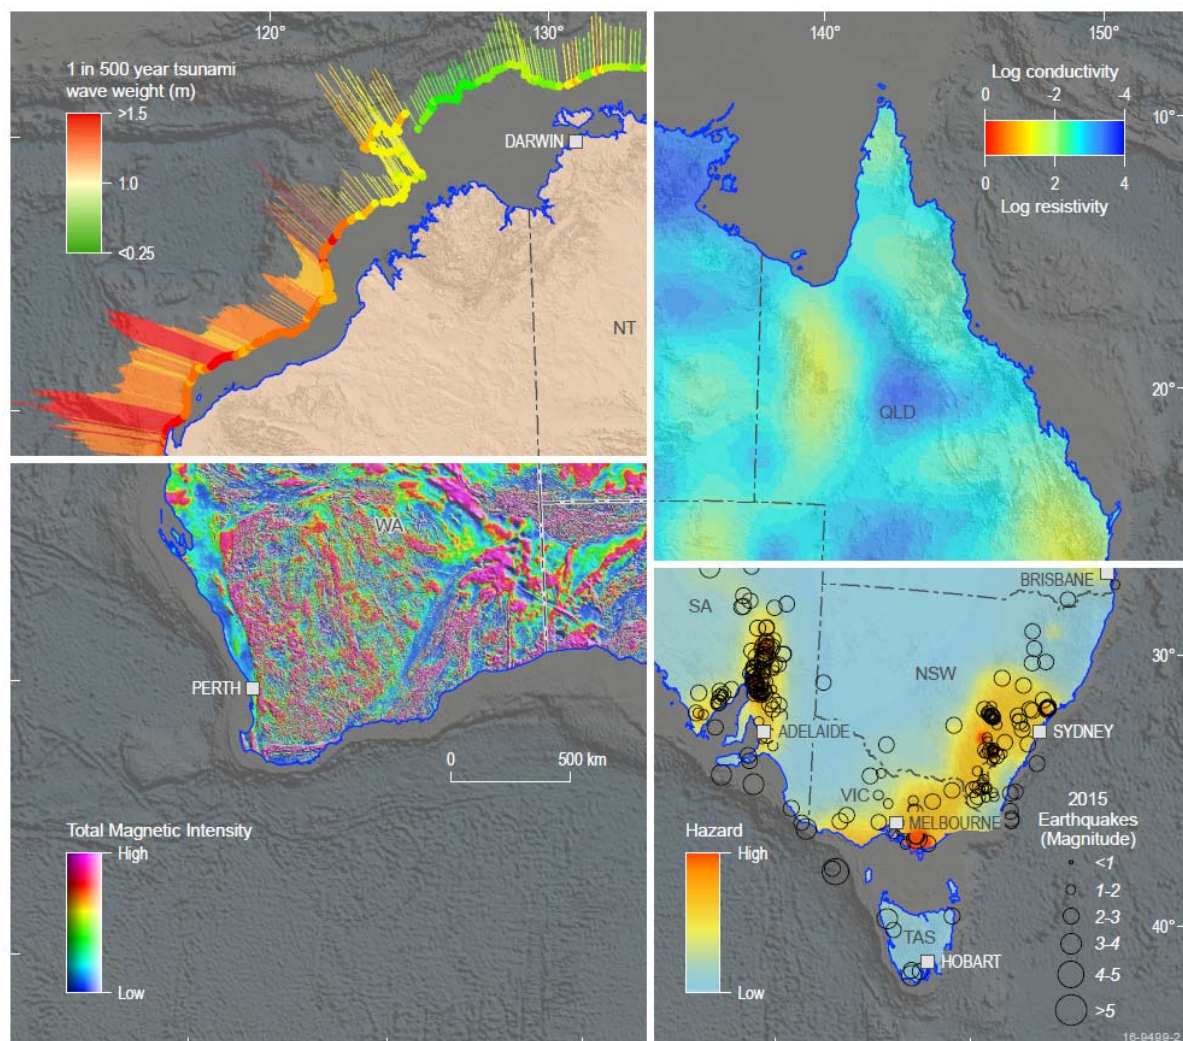 120°
130°
1 in 500 year tsunami
wave weight (m)
>1.5
1.0
<0.25
DARWIN
NT
140°
150°
Log conductivity
0 -2 -4
0 2 4
Log resistivity
10°
20°
QLD
WA
PERTH
0 500 km
Total Magnetic Intensity
High
Low
BRISBANE
SA
30°
NSW
ADELAIDE
SYDNEY
VIC
MELBOURNE
2015
Earthquakes
(Magnitude)
<1
1-2
2-3
3-4
4-5
>5
Hazard
High
Low
40°
TAS
HOBART
16-9499-2